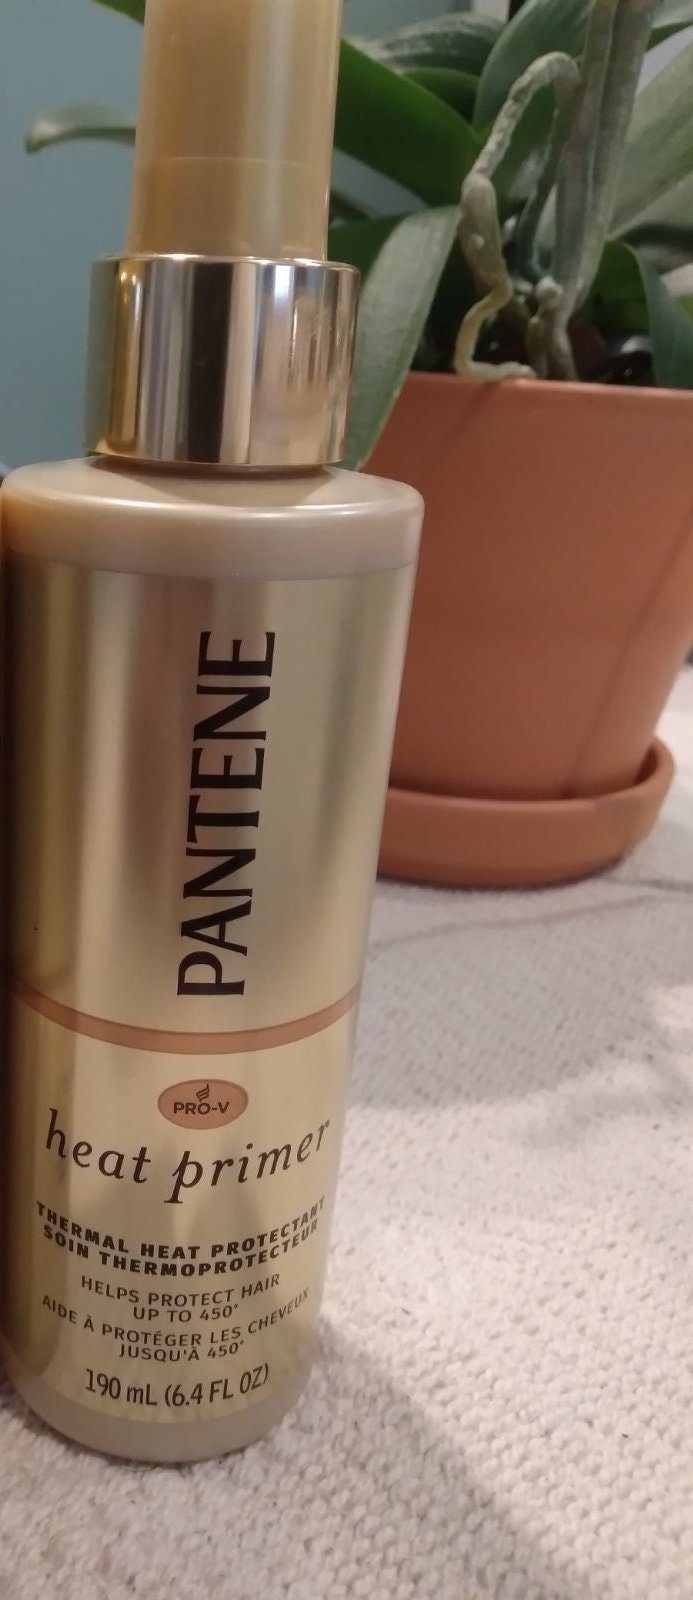 PANTENE
PRO-V
heat primer
THERMAL HEAT PROTECTANT
SOIN THERMOPROTECTEUR
HELPS PROTECT HAIR
UP TO 450°
AIDE À PROTÉGER LES CHEVEUX
JUSQU'À 450°
190 mL (6.4 FL OZ)